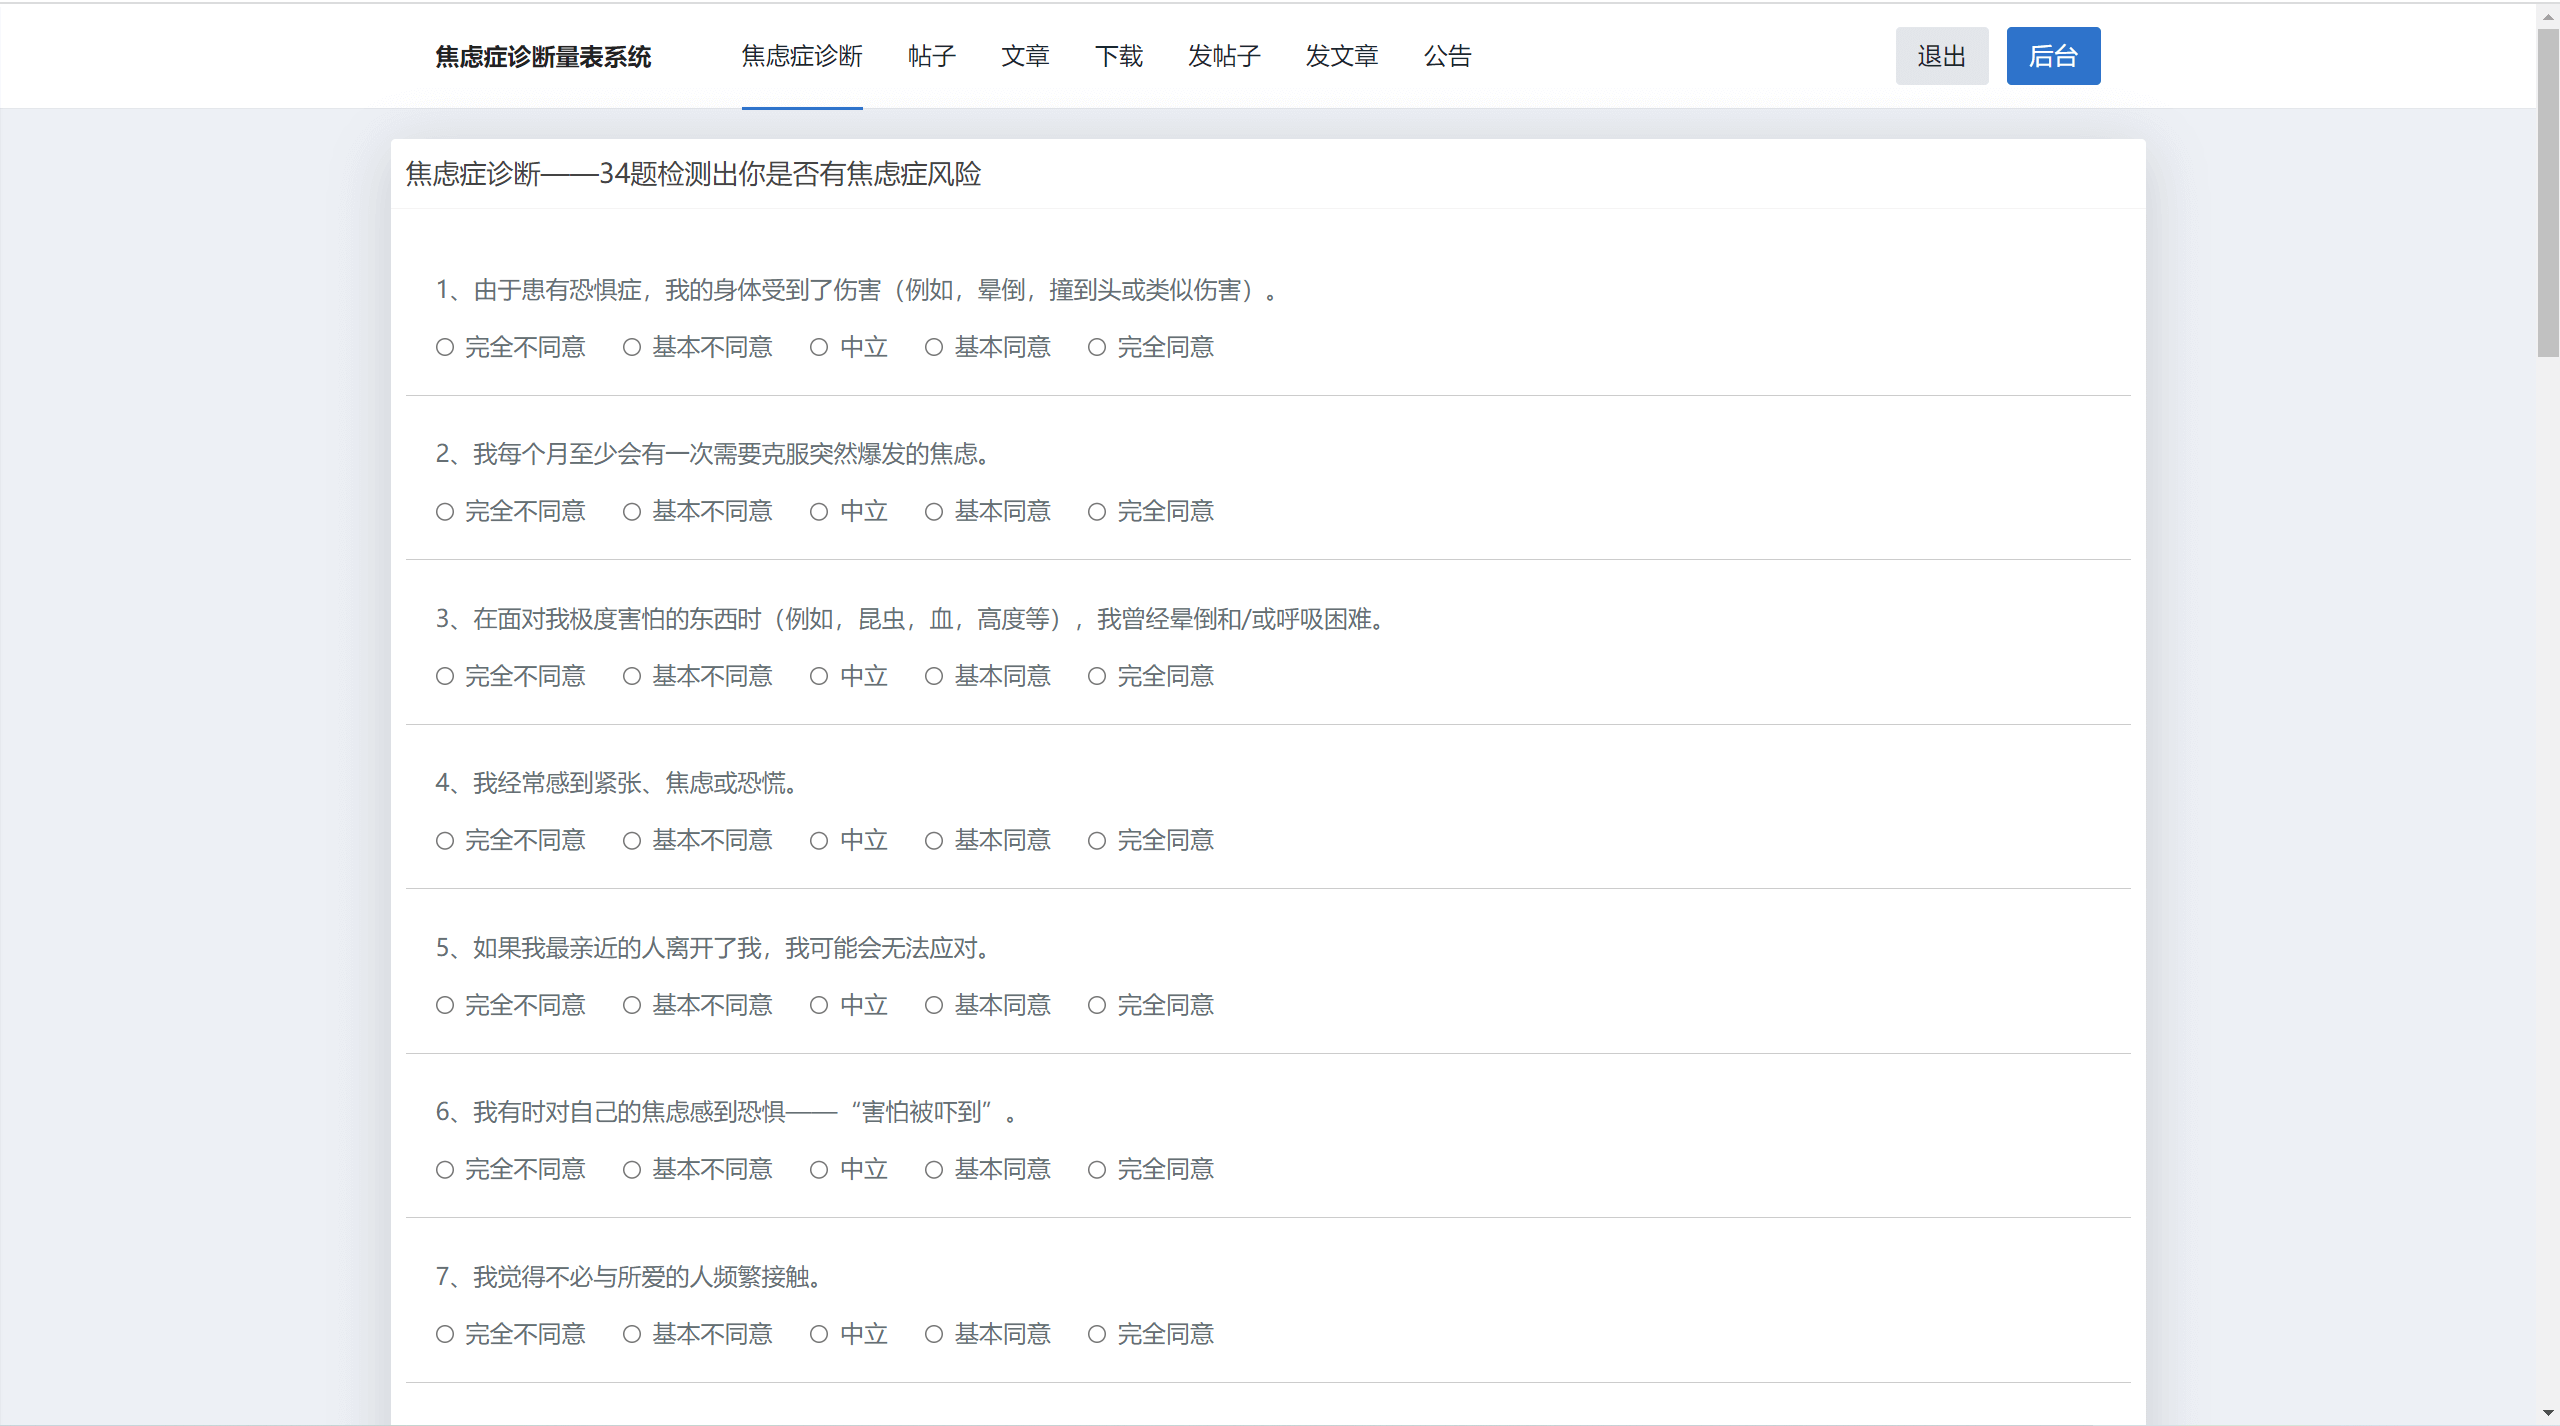 焦虑症诊断量表系统 焦虑症诊断 帖子 文章 下载 发帖子 发文章 公告 退出 后台
焦虑症诊断——34题检测出你是否有焦虑症风险
1、由于患有恐惧症，我的身体受到了伤害（例如，晕倒，撞到头或类似伤害）。
完全不同意 基本不同意 中立 基本同意 完全同意
2、我每个月至少会有一次需要克服突然爆发的焦虑。
完全不同意 基本不同意 中立 基本同意 完全同意
3、在面对我极度害怕的东西时（例如，昆虫，血，高度等），我曾经晕倒和/或呼吸困难。
完全不同意 基本不同意 中立 基本同意 完全同意
4、我经常感到紧张、焦虑或恐慌。
完全不同意 基本不同意 中立 基本同意 完全同意
5、如果我最亲近的人离开了我，我可能会无法应对。
完全不同意 基本不同意 中立 基本同意 完全同意
6、我有时对自己的焦虑感到恐惧——“害怕被吓到”。
完全不同意 基本不同意 中立 基本同意 完全同意
7、我觉得不必与所爱的人频繁接触。
完全不同意 基本不同意 中立 基本同意 完全同意